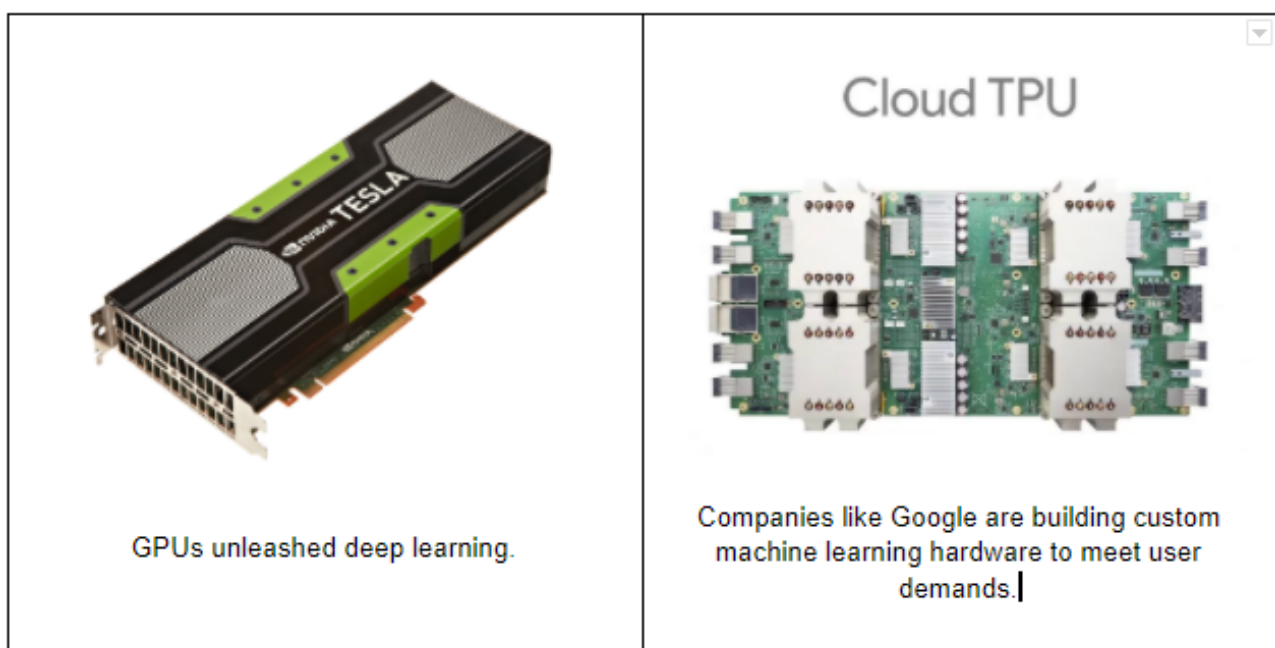 NVIDIA TESLA
GPUs unleashed deep learning.
Cloud TPU
Companies like Google are building custom
machine learning hardware to meet user
demands.